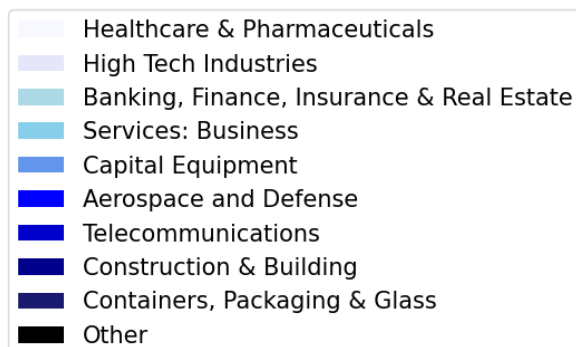 Healthcare & Pharmaceuticals
High Tech Industries
Banking, Finance, Insurance & Real Estate
Services: Business
Capital Equipment
Aerospace and Defense
Telecommunications
Construction & Building
Containers, Packaging & Glass
Other